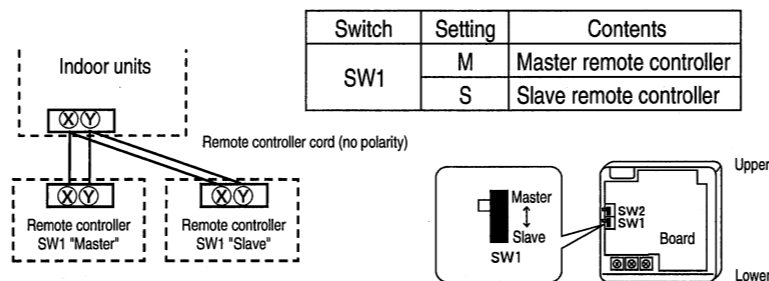 Switch Setting Contents
SW1
M Master remote controller
S Slave remote controller
Indoor units
X Y
Remote controller cord (no polarity)
X Y
Remote controller
SW1 "Master"
X Y
Remote controller
SW1 "Slave"
Master
Slave
SW1
Upper
SW2
SW1
Board
Lower